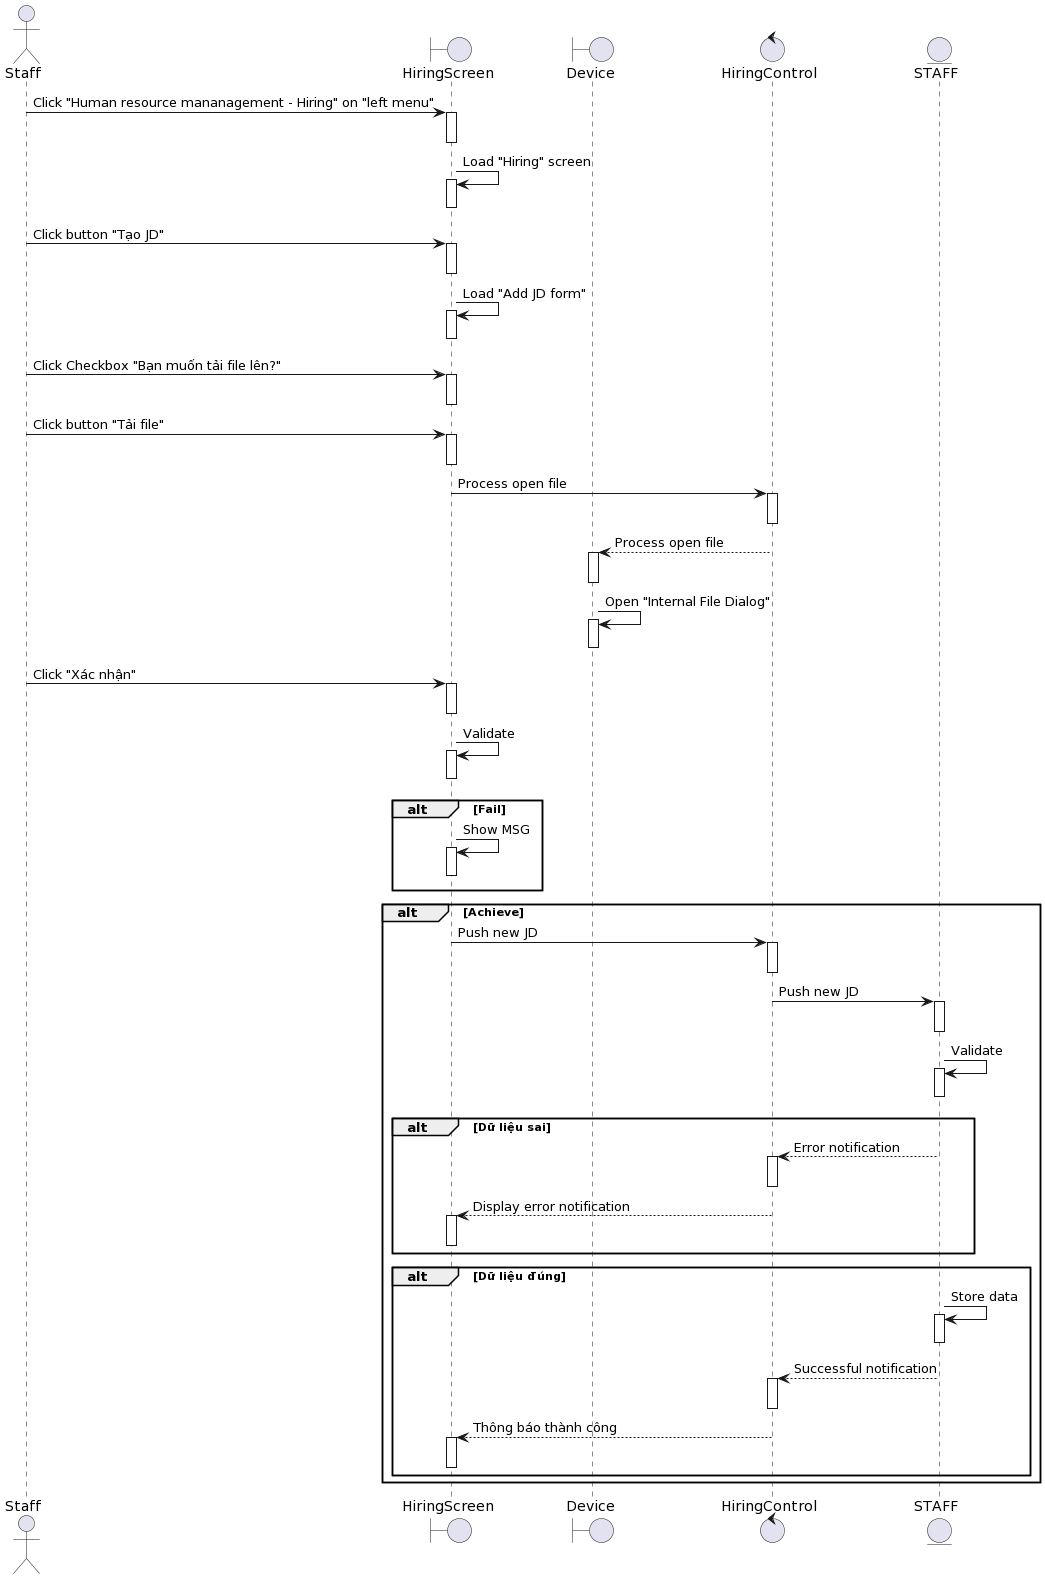 Staff
HiringScreen
Device
HiringControl
STAFF
Click "Human resource mananagement - Hiring" on "left menu"
Load "Hiring" screen
Click button "Tạo JD"
Load "Add JD form"
Click Checkbox "Bạn muốn tải file lên?"
Click button "Tải file"
Process open file
Process open file
Open "Internal File Dialog"
Click "Xác nhận"
Validate
alt [Fail]
Show MSG
alt [Achieve]
Push new JD
Push new JD
Validate
alt [Dữ liệu sai]
Error notification
Display error notification
alt [Dữ liệu đúng]
Store data
Successful notification
Thông báo thành công
Staff
HiringScreen
Device
HiringControl
STAFF